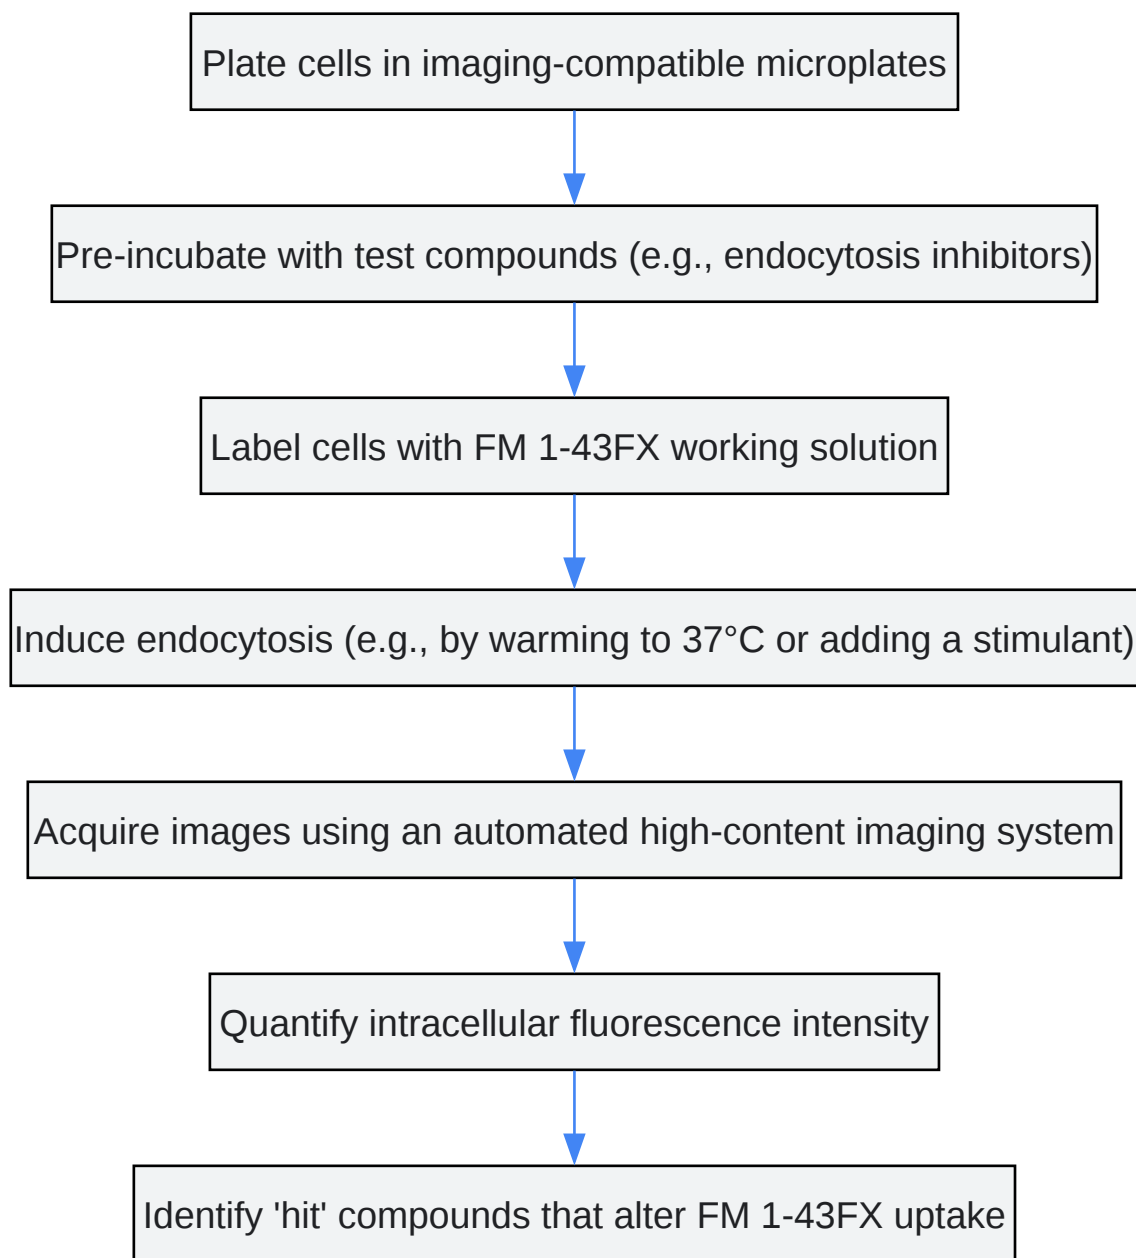 Plate cells in imaging-compatible microplates
Pre-incubate with test compounds (e.g., endocytosis inhibitors)
Label cells with FM 1-43FX working solution
Induce endocytosis (e.g., by warming to 37°C or adding a stimulant)
Acquire images using an automated high-content imaging system
Quantify intracellular fluorescence intensity
Identify 'hit' compounds that alter FM 1-43FX uptake